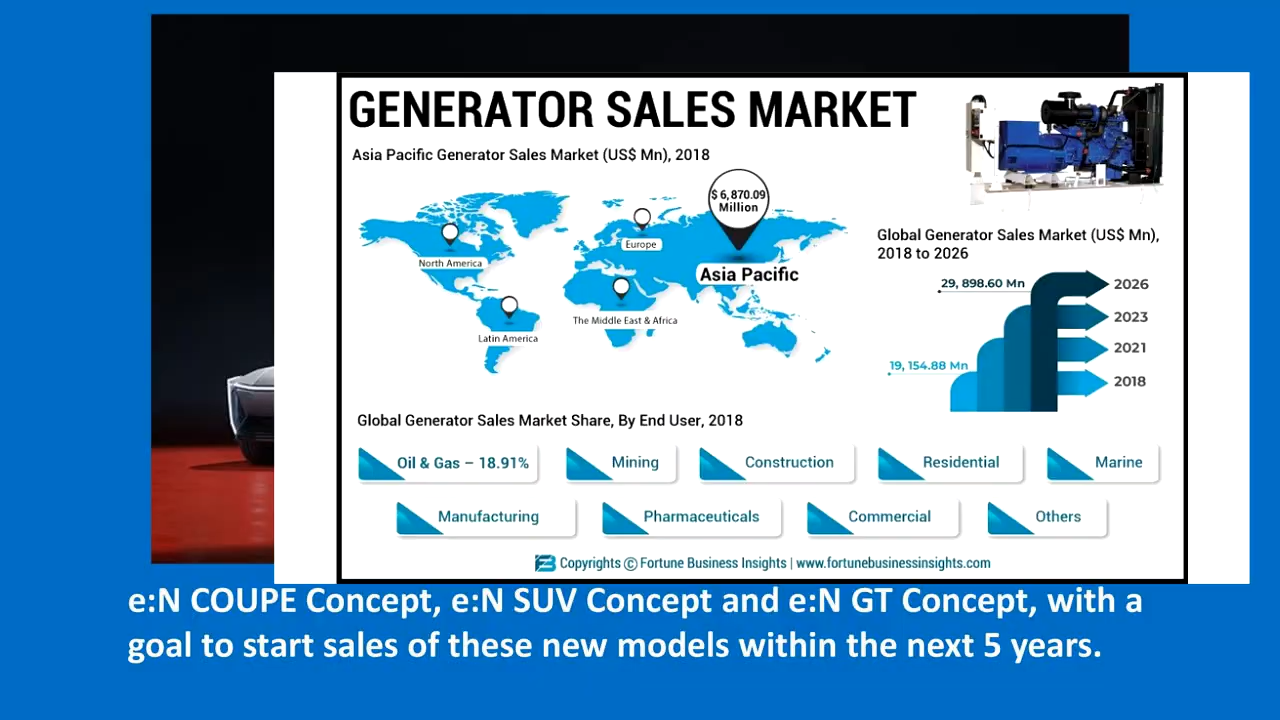 GENERATOR SALES MARKET
Asia Pacific Generator Sales Market (US$ Mn), 2018
$ 6,870.09
Million
North America
Europe
Asia Pacific
The Middle East & Africa
Latin America
Global Generator Sales Market (US$ Mn),
2018 to 2026
29, 898.60 Mn
2026
2023
2021
19, 154.88 Mn
2018
Global Generator Sales Market Share, By End User, 2018
Oil & Gas – 18.91%
Mining
Construction
Residential
Marine
Manufacturing
Pharmaceuticals
Commercial
Others
Copyrights © Fortune Business Insights | www.fortunebusinessinsights.com
e:N COUPE Concept, e:N SUV Concept and e:N GT Concept, with a
goal to start sales of these new models within the next 5 years.